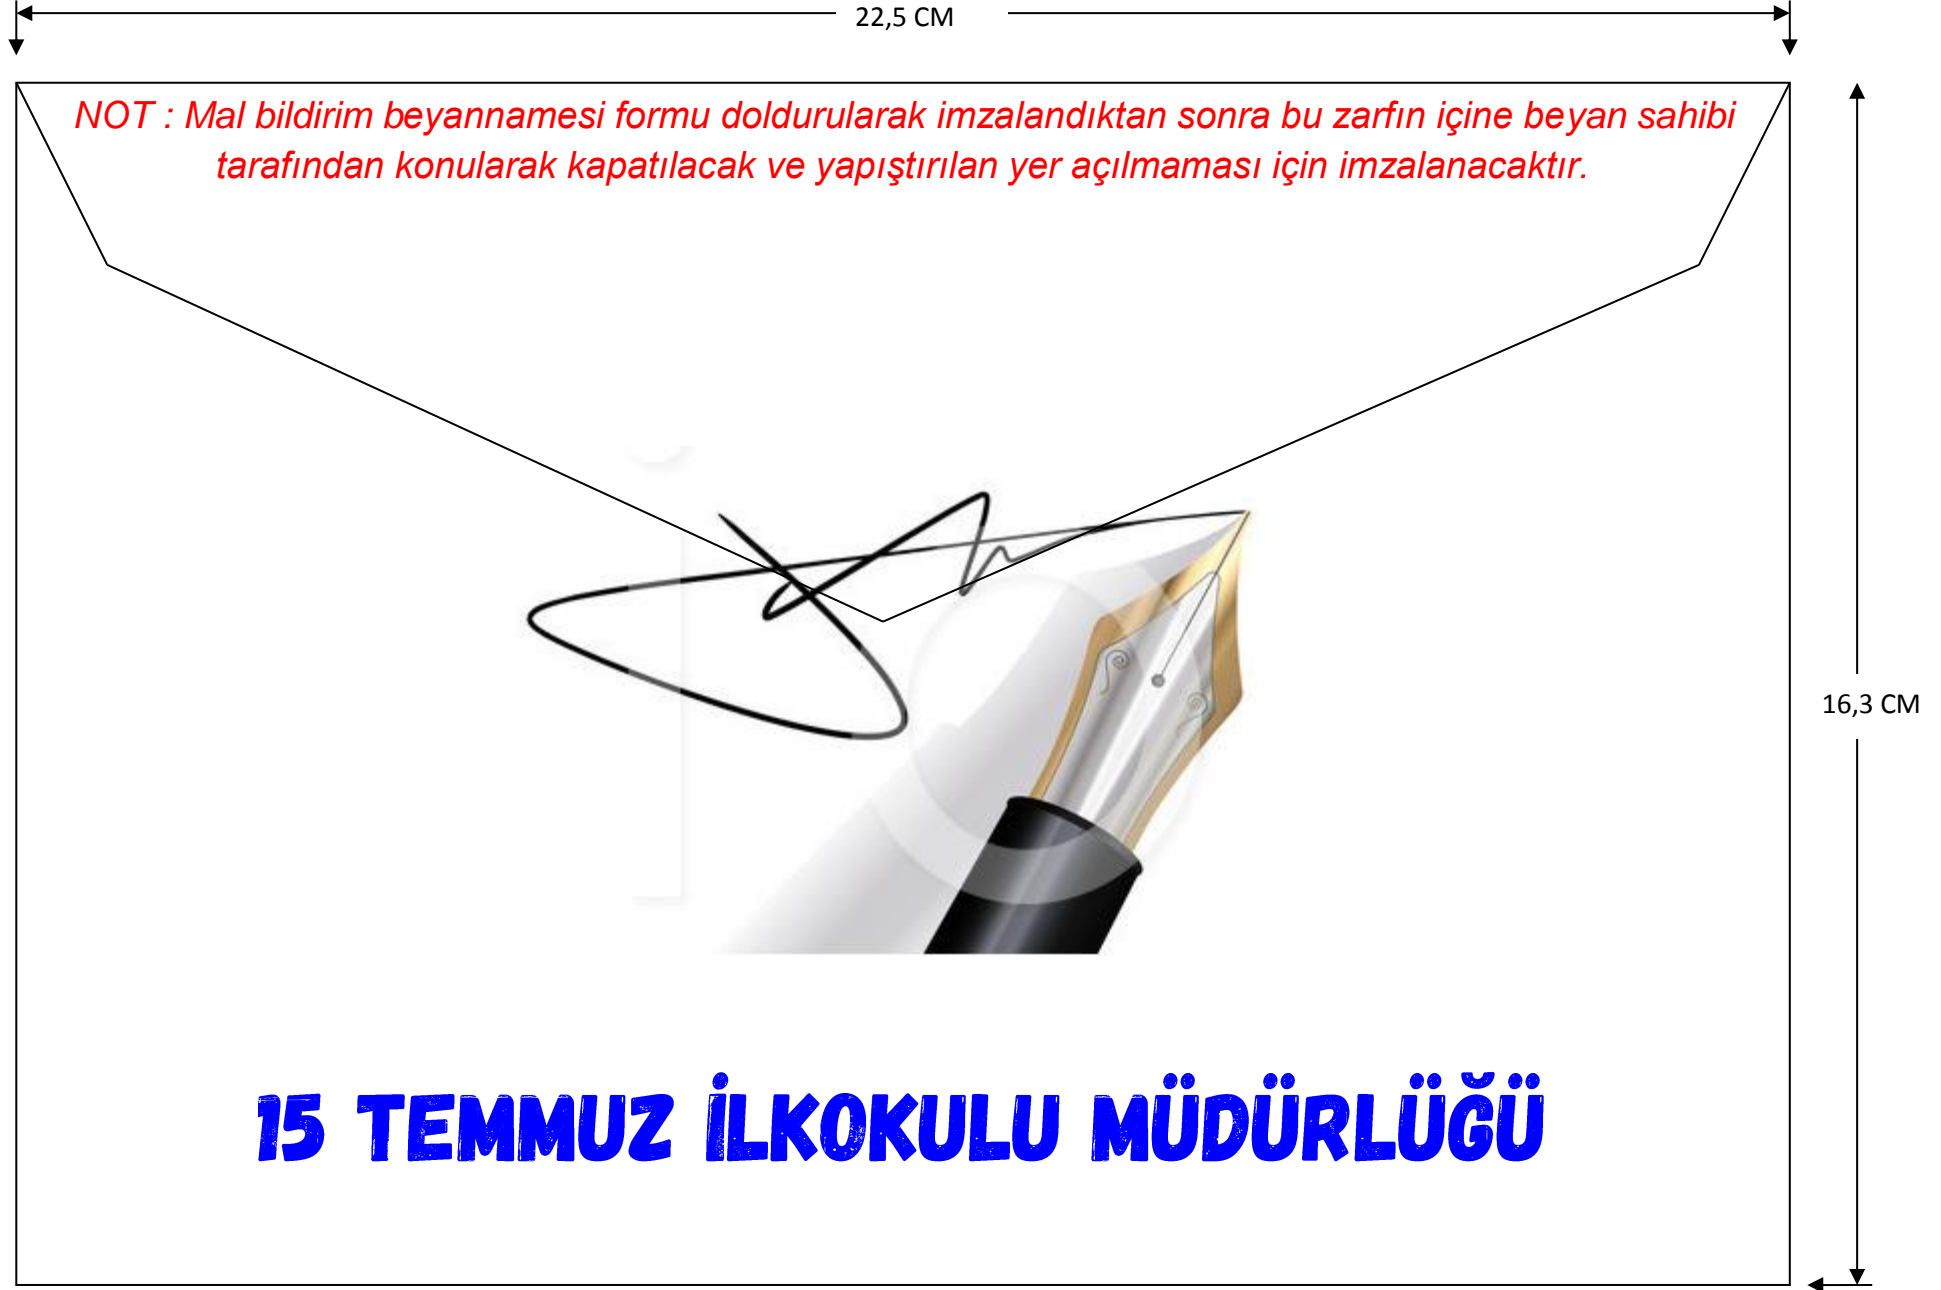 22,5 CM
NOT : Mal bildirim beyannamesi formu doldurularak imzalandıktan sonra bu zarfın içine beyan sahibi
tarafından konularak kapatılacak ve yapıştırılan yer açılmaması için imzalanacaktır.
16,3 CM
15 TEMMUZ İLKOKULU MÜDÜRLÜĞÜ